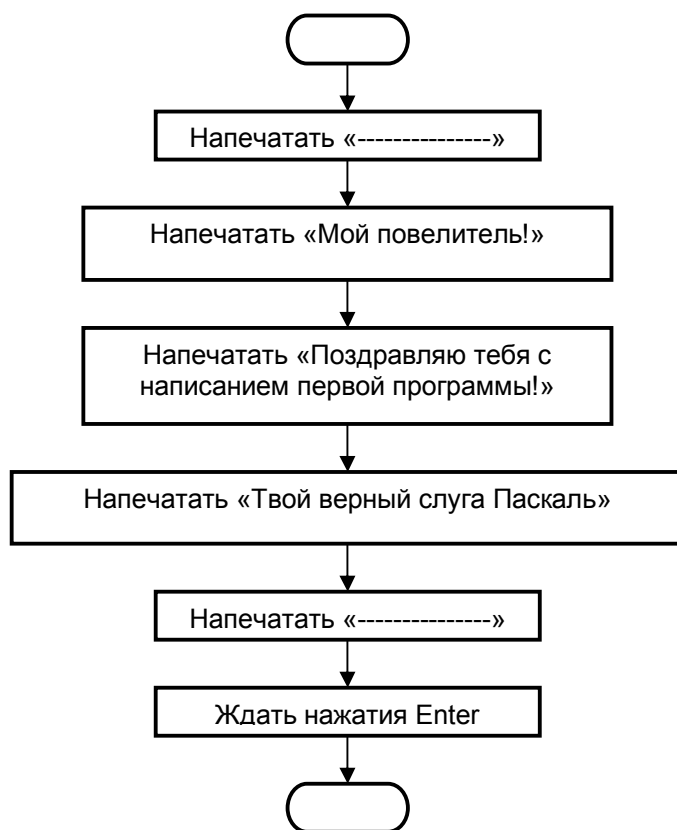 Напечатать «---------------»
Напечатать «Мой повелитель!»
Напечатать «Поздравляю тебя с
написанием первой программы!»
Напечатать «Твой верный слуга Паскаль»
Напечатать «---------------»
Ждать нажатия Enter